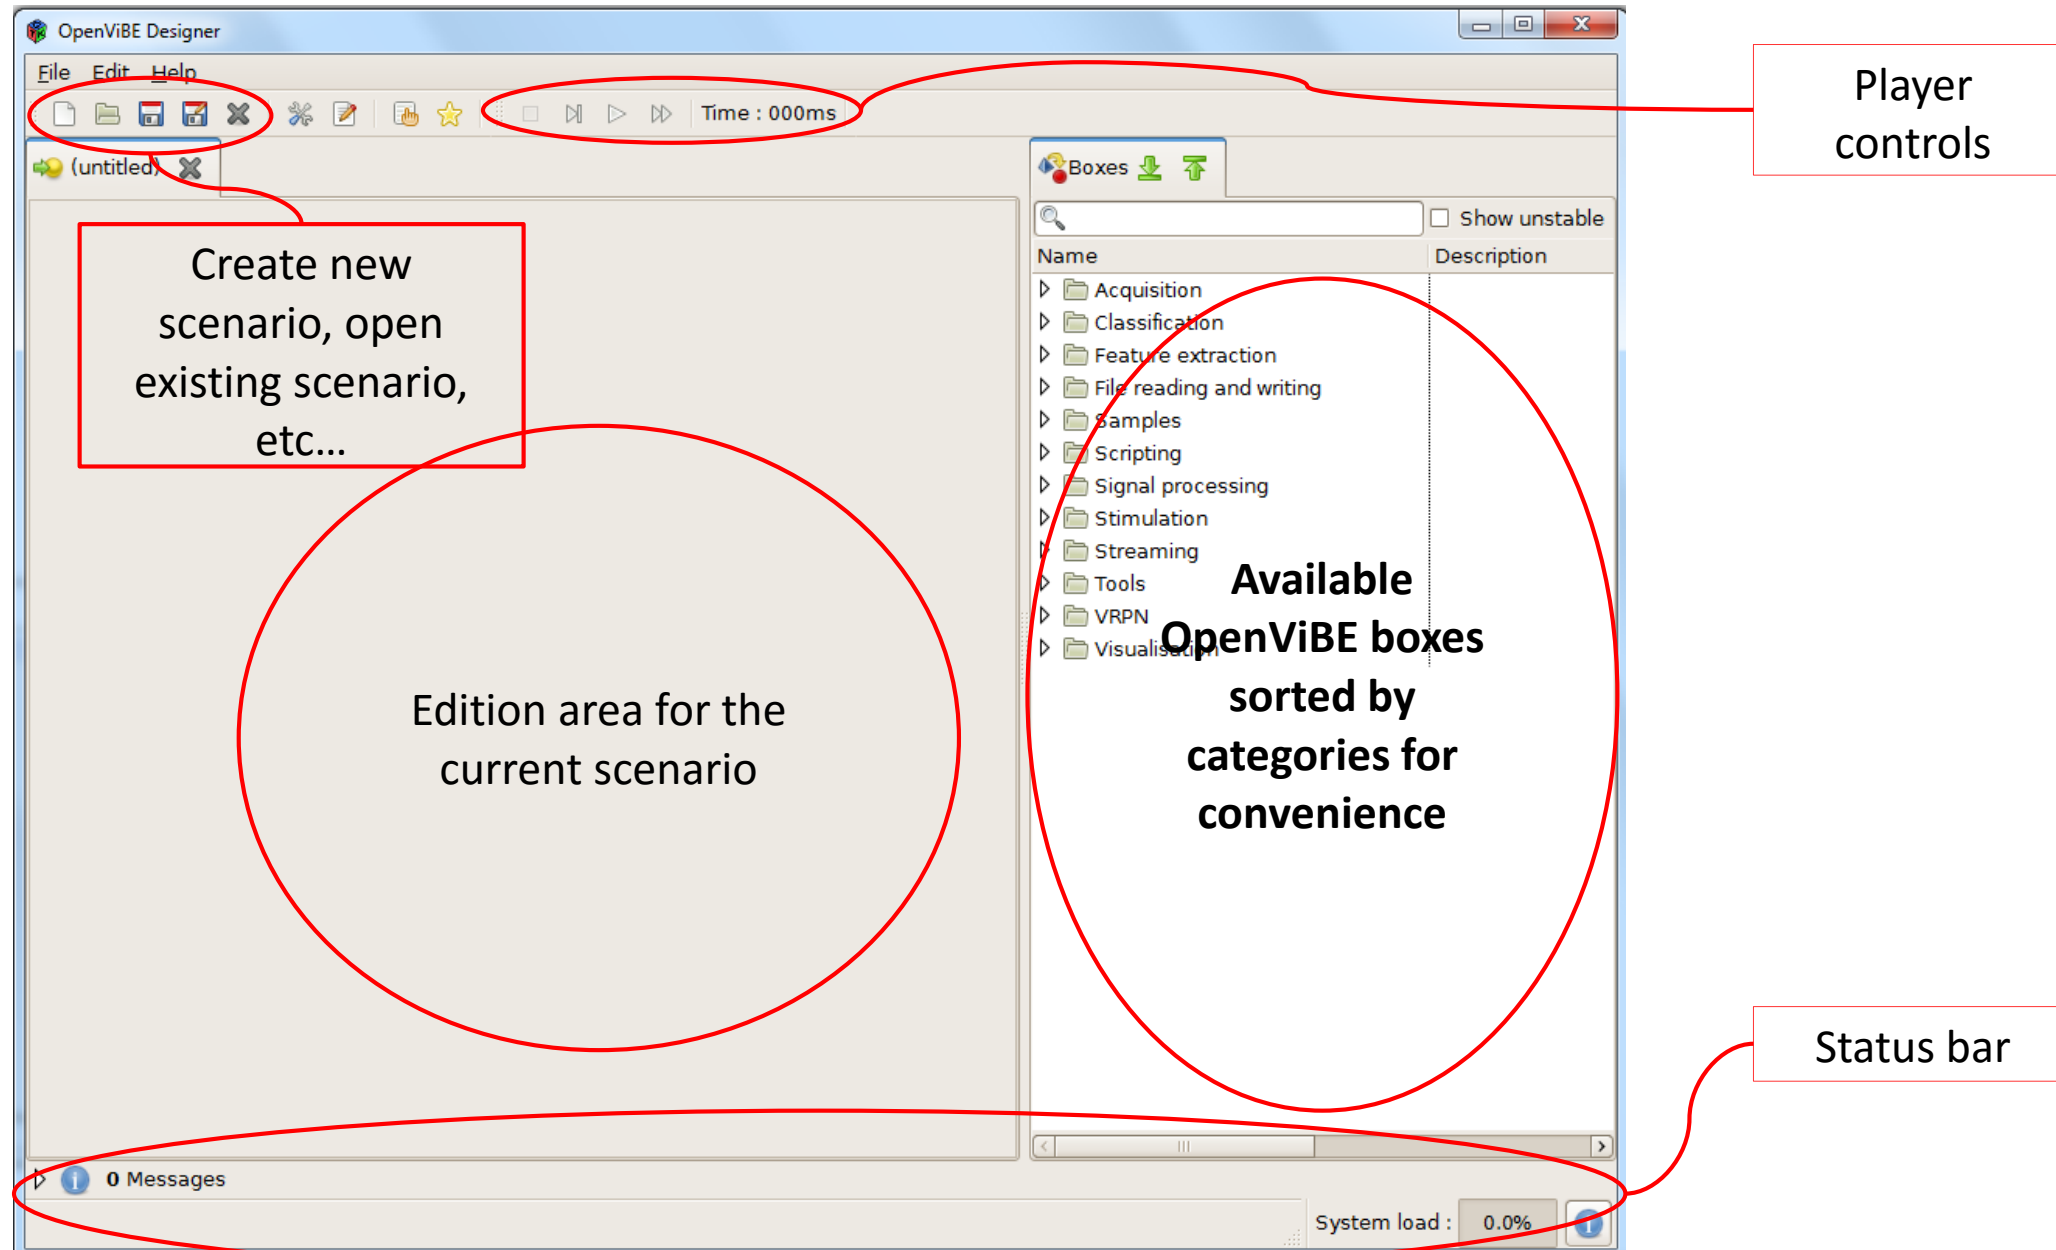 OpenViBE Designer
File Edit Help
Time : 000ms
Player
controls
(untitled)
Boxes
Show unstable
Name Description
Create new
scenario, open
existing scenario,
etc...
Acquisition
Classification
Feature extraction
File reading and writing
Samples
Scripting
Signal processing
Stimulation
Streaming
Tools
VRPN
Visualisation
Available
OpenViBE boxes
sorted by
categories for
convenience
Edition area for the
current scenario
Status bar
0 Messages
System load : 0.0%